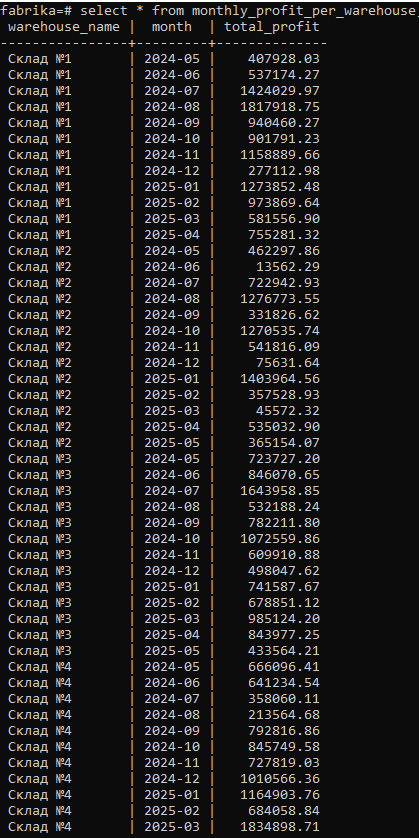 fabrika=# select * from monthly_profit_per_warehouse
warehouse_name | month | total_profit
----------------+---------+--------------
Склад №1 | 2024-05 | 407928.03
Склад №1 | 2024-06 | 537174.27
Склад №1 | 2024-07 | 1424029.97
Склад №1 | 2024-08 | 1817918.75
Склад №1 | 2024-09 | 940460.27
Склад №1 | 2024-10 | 901791.23
Склад №1 | 2024-11 | 1158889.66
Склад №1 | 2024-12 | 277112.98
Склад №1 | 2025-01 | 1273852.48
Склад №1 | 2025-02 | 973869.64
Склад №1 | 2025-03 | 581556.90
Склад №1 | 2025-04 | 755281.32
Склад №2 | 2024-05 | 462297.86
Склад №2 | 2024-06 | 13562.29
Склад №2 | 2024-07 | 722942.93
Склад №2 | 2024-08 | 1276773.55
Склад №2 | 2024-09 | 331826.62
Склад №2 | 2024-10 | 1270535.74
Склад №2 | 2024-11 | 541816.09
Склад №2 | 2024-12 | 75631.64
Склад №2 | 2025-01 | 1403964.56
Склад №2 | 2025-02 | 357528.93
Склад №2 | 2025-03 | 45572.32
Склад №2 | 2025-04 | 535032.90
Склад №2 | 2025-05 | 365154.07
Склад №3 | 2024-05 | 723727.20
Склад №3 | 2024-06 | 846070.65
Склад №3 | 2024-07 | 1643958.85
Склад №3 | 2024-08 | 532188.24
Склад №3 | 2024-09 | 782211.80
Склад №3 | 2024-10 | 1072559.86
Склад №3 | 2024-11 | 609910.88
Склад №3 | 2024-12 | 498047.62
Склад №3 | 2025-01 | 741587.67
Склад №3 | 2025-02 | 678851.12
Склад №3 | 2025-03 | 985124.20
Склад №3 | 2025-04 | 843977.25
Склад №3 | 2025-05 | 433564.21
Склад №4 | 2024-05 | 666096.41
Склад №4 | 2024-06 | 641234.54
Склад №4 | 2024-07 | 358060.11
Склад №4 | 2024-08 | 213564.68
Склад №4 | 2024-09 | 792816.86
Склад №4 | 2024-10 | 845749.58
Склад №4 | 2024-11 | 727819.03
Склад №4 | 2024-12 | 1010566.36
Склад №4 | 2025-01 | 1164903.76
Склад №4 | 2025-02 | 684058.84
Склад №4 | 2025-03 | 1834898.71